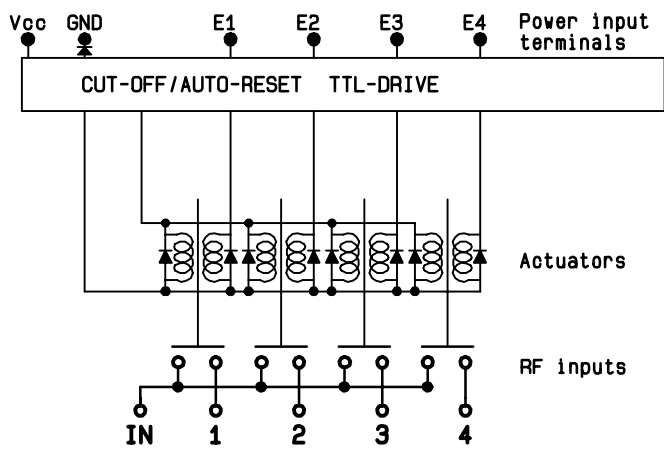 Vcc GND E1 E2 E3 E4 Power input
terminals
CUT-OFF/AUTO-RESET TTL-DRIVE
Actuators
RF inputs
IN 1 2 3 4